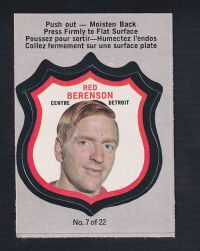 Push out — Moisten Back
Press Firmly to Flat Surface
Poussez pour sortir—Humectez l'endos
Collez fermement sur une surface plate
RED
BERENSON
CENTRE DETROIT
No. 7 of 22